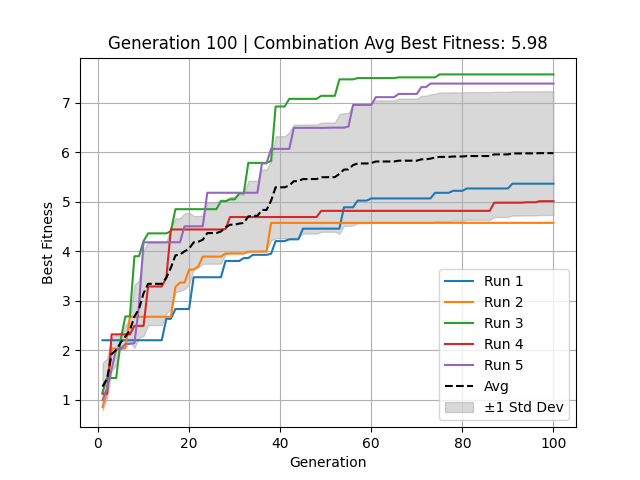 Generation 100 | Combination Avg Best Fitness: 5.98
Best Fitness
7
6
5
4
3
2
1
0
20
40
60
80
100
Generation
Run 1
Run 2
Run 3
Run 4
Run 5
Avg
±1 Std Dev